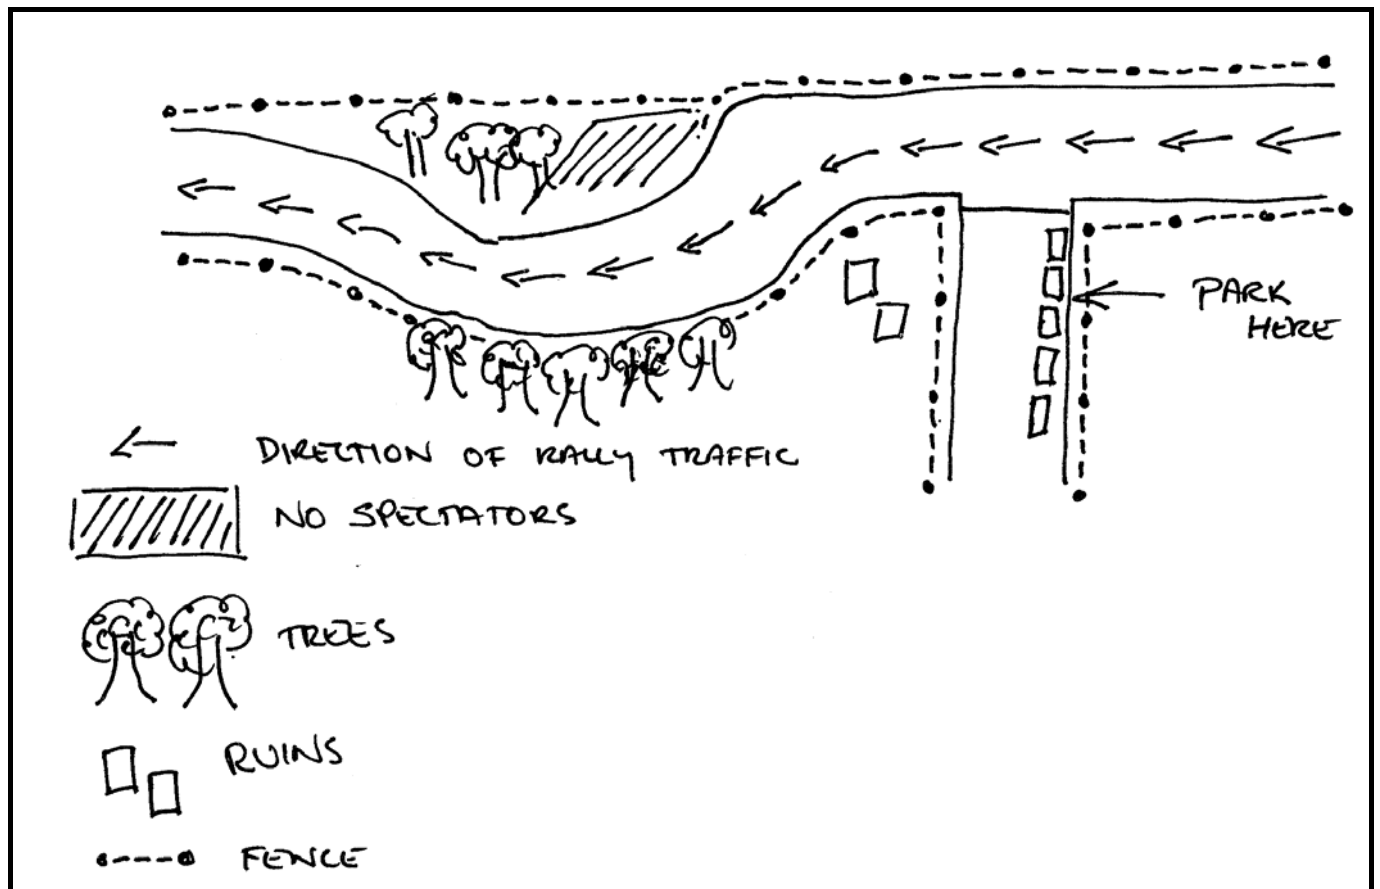 PARK
HERE
DIRECTION OF RALLY TRAFFIC
NO SPECTATORS
TREES
RUINS
FENCE